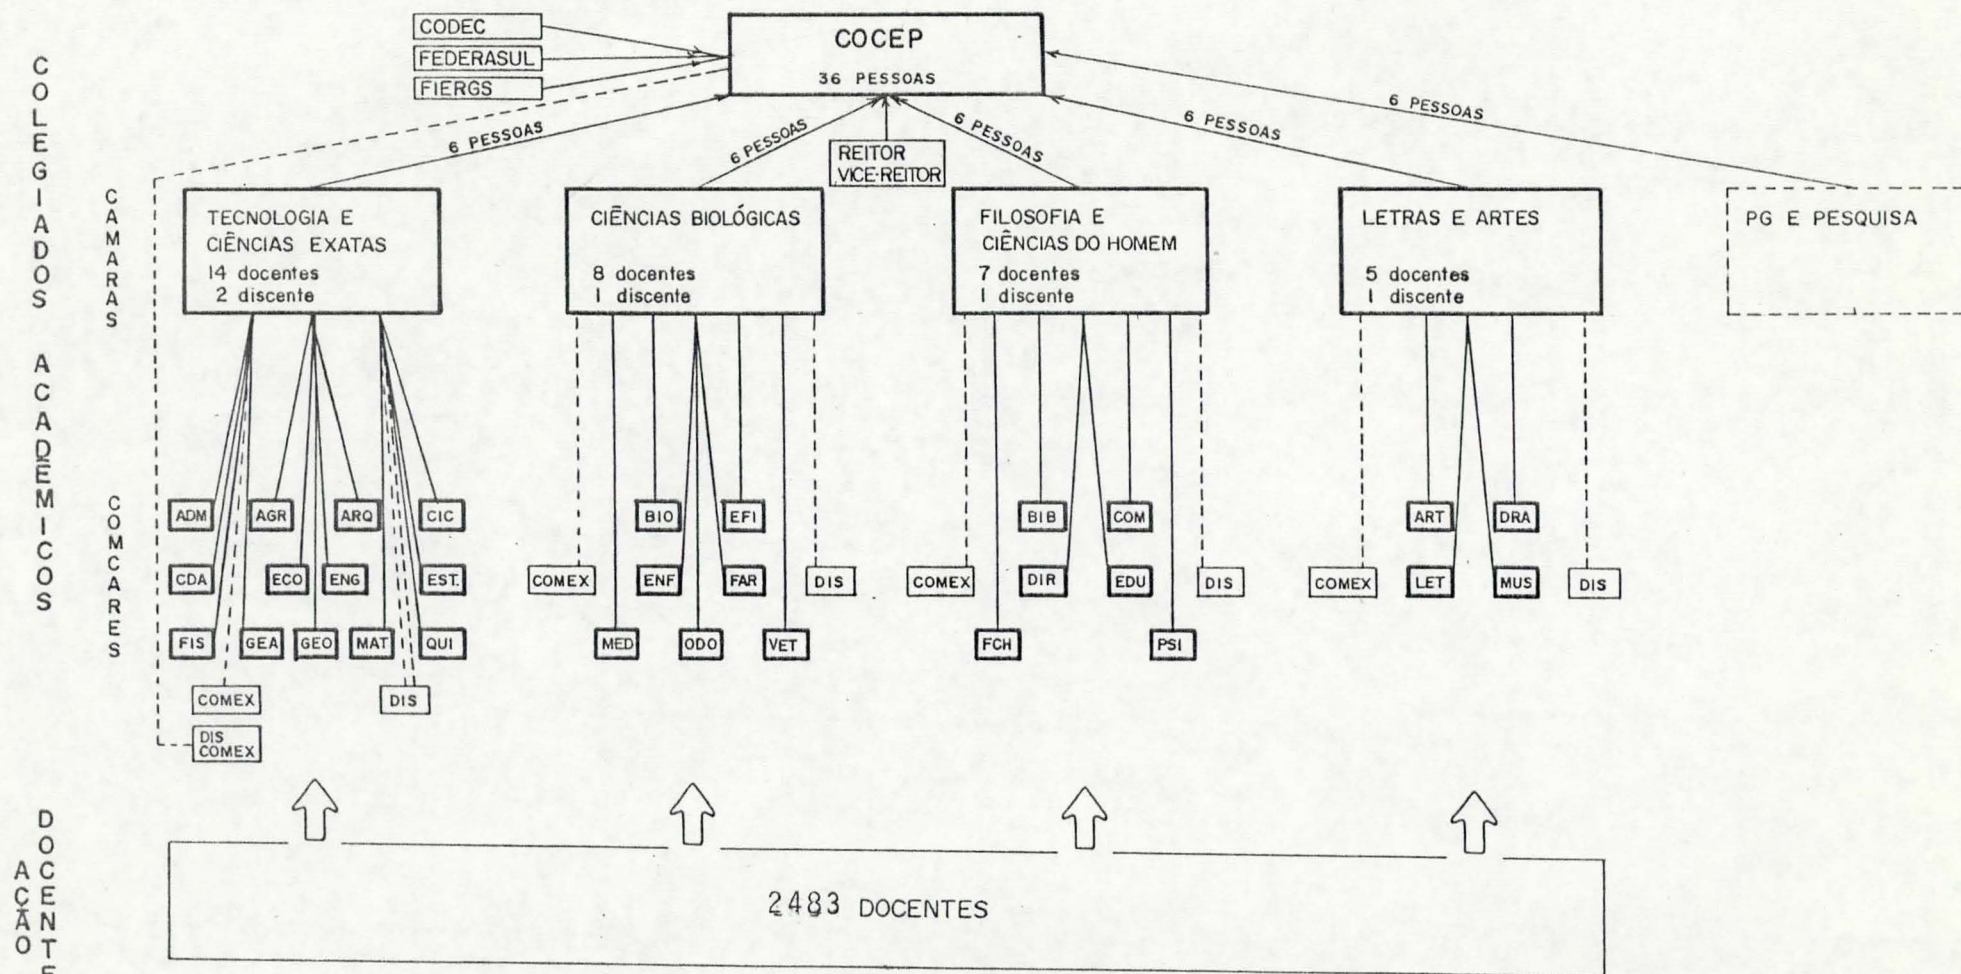 COLEGIADOS ACADÊMICOS
CAMARAS
COMCARES
DOCENTE
AÇÃO
CODEC
FEDERASUL
FIERGS
COCEP
36 PESSOAS
6 PESSOAS
6 PESSOAS
6 PESSOAS
6 PESSOAS
6 PESSOAS
REITOR
VICE-REITOR
TECNOLOGIA E
CIÊNCIAS EXATAS
14 docentes
2 discente
CIÊNCIAS BIOLÓGICAS
8 docentes
1 discente
FILOSOFIA E
CIÊNCIAS DO HOMEM
7 docentes
1 discente
LETRAS E ARTES
5 docentes
1 discente
PG E PESQUISA
ADM
AGR
ARQ
CIC
CDA
ECO
ENG
EST.
FIS
GEA
GEO
MAT
QUI
COMEX
DIS
DIS
COMEX
BIO
EFI
COMEX
ENF
FAR
DIS
MED
ODO
VET
BIB
COM
COMEX
DIR
EDU
DIS
FCH
PSI
ART
DRA
COMEX
LET
MUS
DIS
2483 DOCENTES